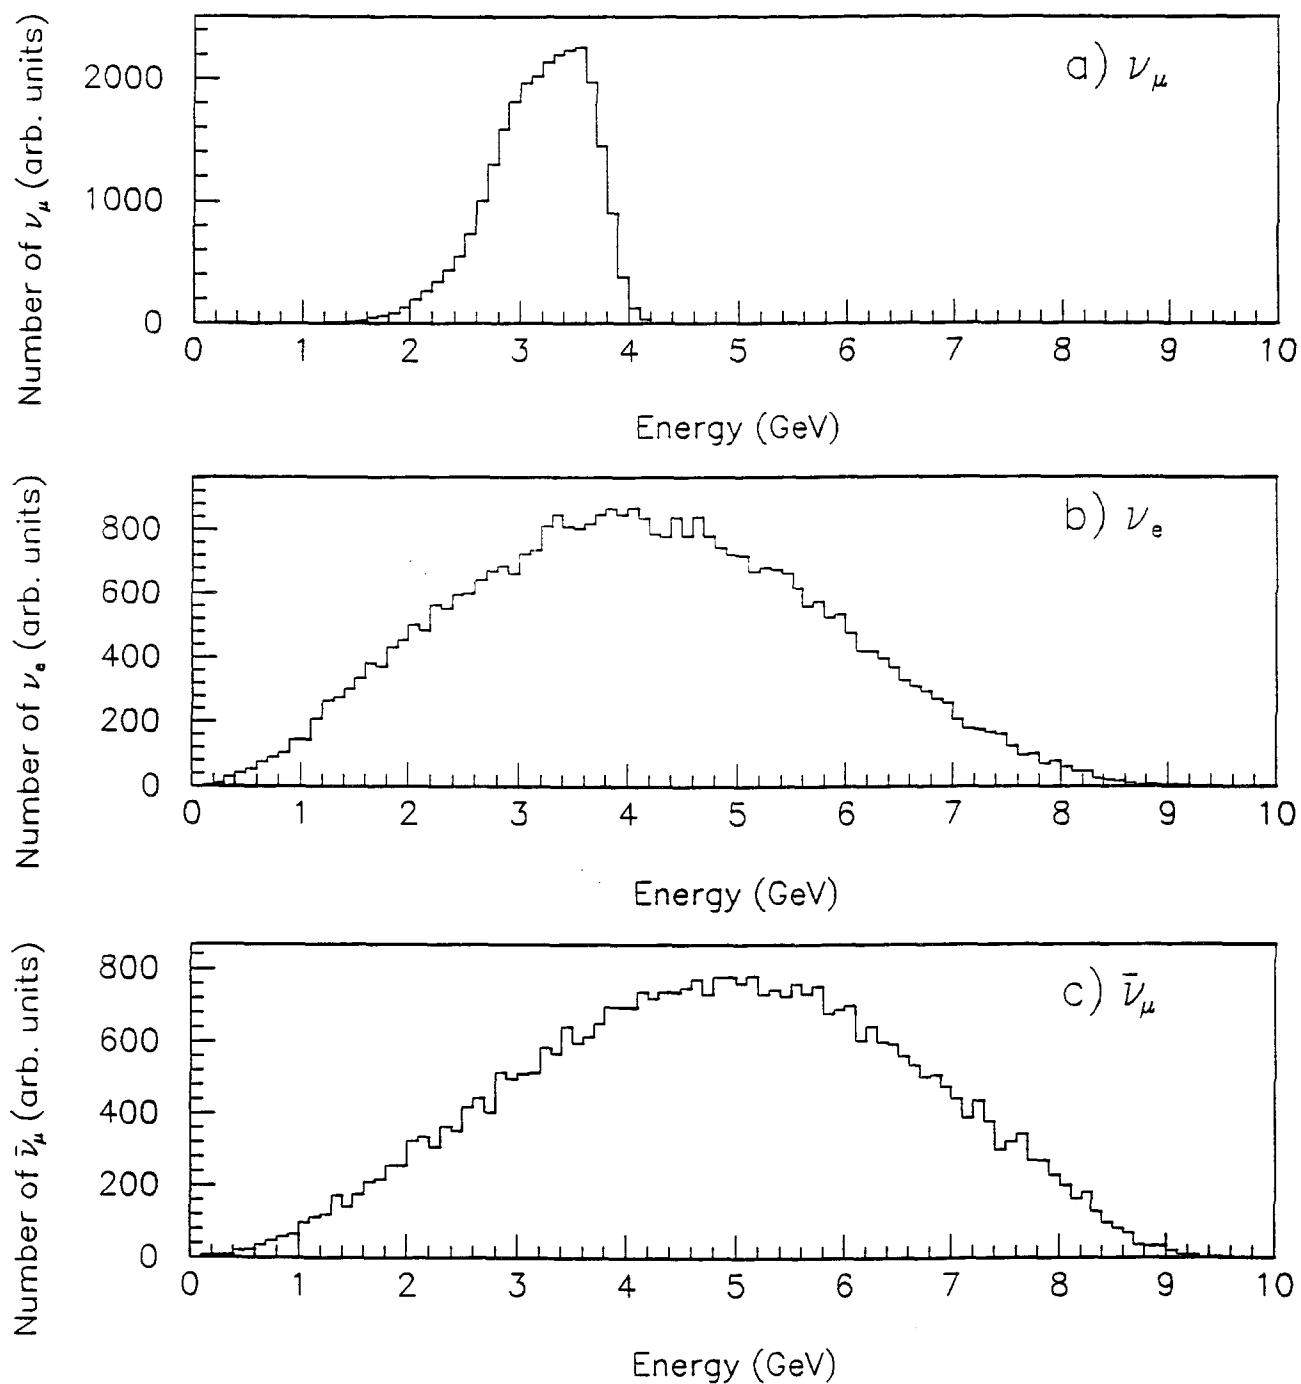 Number of ν_μ (arb. units)
2000
1000
0
a) ν_μ
0 1 2 3 4 5 6 7 8 9 10
Energy (GeV)
Number of ν_e (arb. units)
800
600
400
200
0
b) ν_e
0 1 2 3 4 5 6 7 8 9 10
Energy (GeV)
Number of ν̄_μ (arb. units)
800
600
400
200
0
c) ν̄_μ
0 1 2 3 4 5 6 7 8 9 10
Energy (GeV)